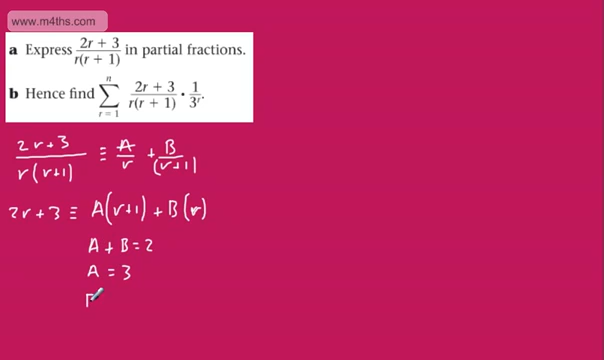 www.m4ths.com
a Express (2r + 3)/(r(r + 1)) in partial fractions.
b Hence find ∑_{r = 1}^{n} (2r + 3)/(r(r + 1)) · 1/3^r.
(2r+3)/(r(r+1)) ≡ A/r + B/(r+1)
2r+3 ≡ A(r+1) + B(r)
A + B = 2
A = 3